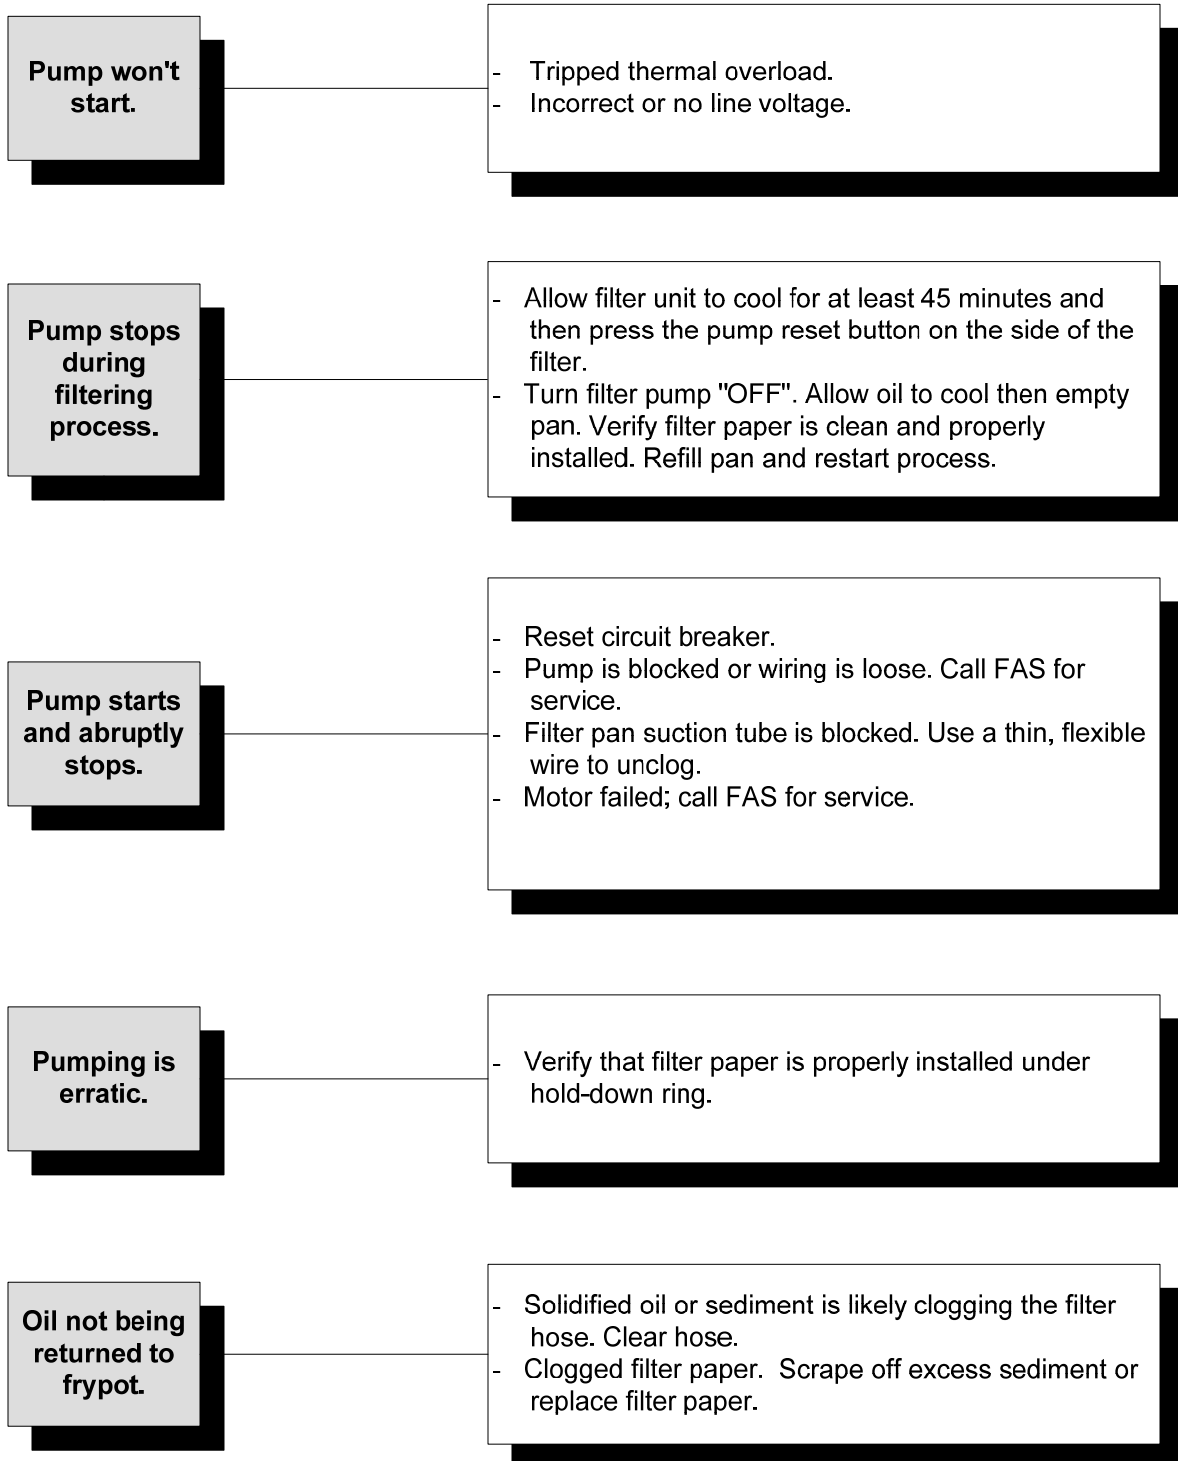 Pump won't
start.
- Tripped thermal overload.
- Incorrect or no line voltage.
Pump stops
during
filtering
process.
- Allow filter unit to cool for at least 45 minutes and
then press the pump reset button on the side of the
filter.
- Turn filter pump "OFF". Allow oil to cool then empty
pan. Verify filter paper is clean and properly
installed. Refill pan and restart process.
Pump starts
and abruptly
stops.
- Reset circuit breaker.
- Pump is blocked or wiring is loose. Call FAS for
service.
- Filter pan suction tube is blocked. Use a thin, flexible
wire to unclog.
- Motor failed; call FAS for service.
Pumping is
erratic.
- Verify that filter paper is properly installed under
hold-down ring.
Oil not being
returned to
frypot.
- Solidified oil or sediment is likely clogging the filter
hose. Clear hose.
- Clogged filter paper. Scrape off excess sediment or
replace filter paper.